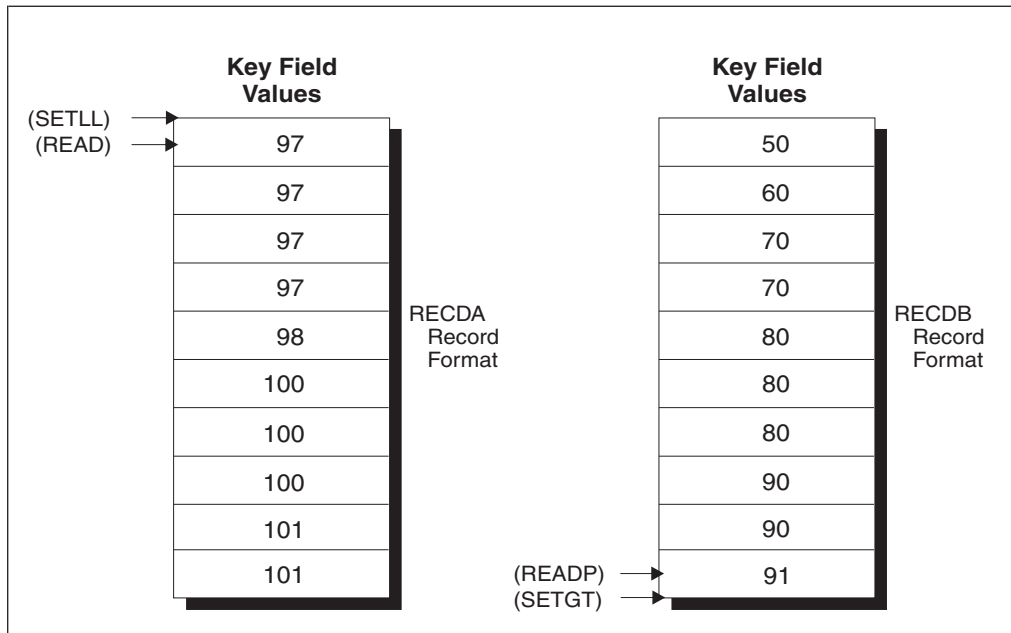 Key Field
Values
(SETLL)
(READ)
97
97
97
97
98
100
100
100
101
101
RECDA
Record
Format
Key Field
Values
50
60
70
70
80
80
80
90
90
91
(READP)
(SETGT)
RECDB
Record
Format